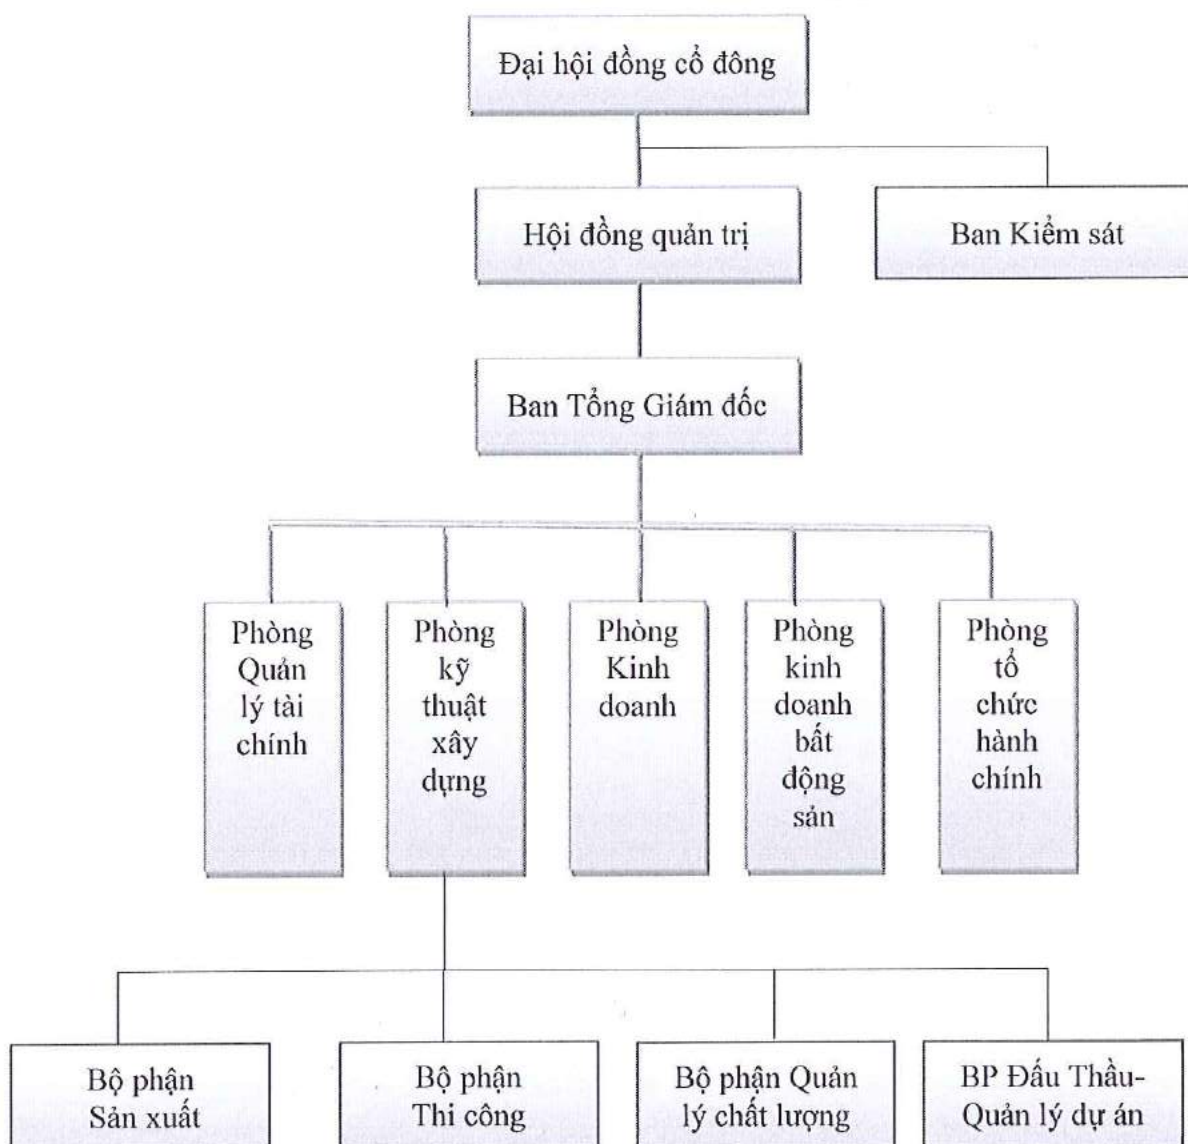 Đại hội đồng cổ đông
Hội đồng quản trị
Ban Kiểm sát
Ban Tổng Giám đốc
Phòng
Quản
lý tài
chính
Phòng
kỹ
thuật
xây
dựng
Phòng
Kinh
doanh
Phòng
kinh
doanh
bất
động
sản
Phòng
tổ
chức
hành
chính
Bộ phận
Sản xuất
Bộ phận
Thi công
Bộ phận Quản
lý chất lượng
BP Đấu Thầu-
Quản lý dự án